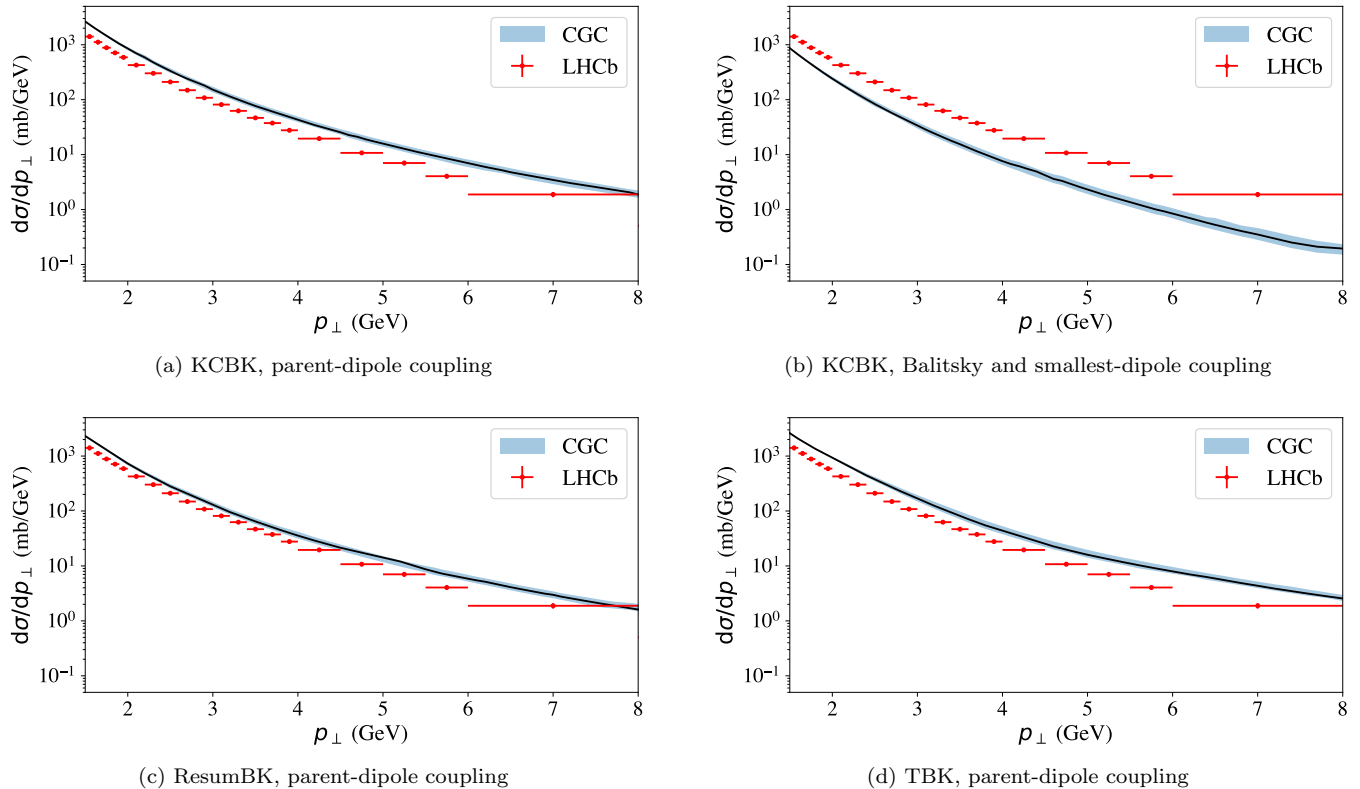 10³
10²
10¹
10⁰
10⁻¹
dσ/dp⊥ (mb/GeV)
CGC
LHCb
2 3 4 5 6 7 8
p⊥ (GeV)
(a) KCBK, parent-dipole coupling
10³
10²
10¹
10⁰
10⁻¹
dσ/dp⊥ (mb/GeV)
CGC
LHCb
2 3 4 5 6 7 8
p⊥ (GeV)
(b) KCBK, Balitsky and smallest-dipole coupling
10³
10²
10¹
10⁰
10⁻¹
dσ/dp⊥ (mb/GeV)
CGC
LHCb
2 3 4 5 6 7 8
p⊥ (GeV)
(c) ResumBK, parent-dipole coupling
10³
10²
10¹
10⁰
10⁻¹
dσ/dp⊥ (mb/GeV)
CGC
LHCb
2 3 4 5 6 7 8
p⊥ (GeV)
(d) TBK, parent-dipole coupling